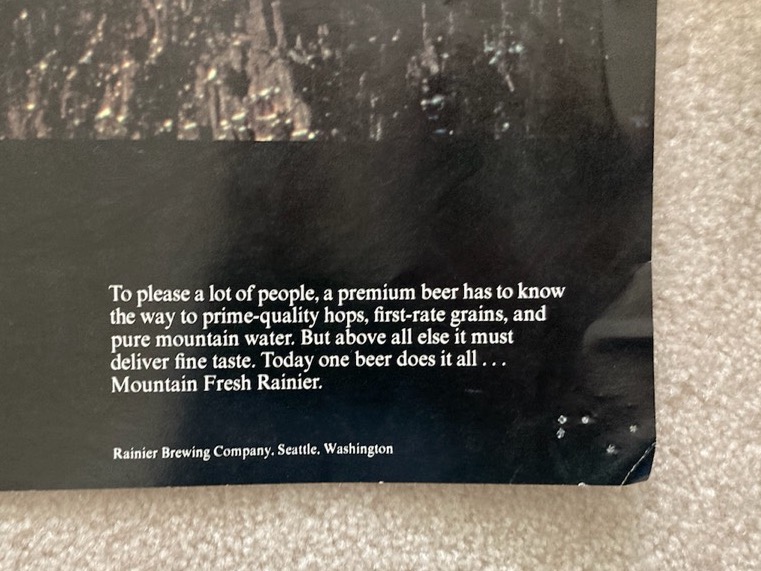 To please a lot of people, a premium beer has to know
the way to prime-quality hops, first-rate grains, and
pure mountain water. But above all else it must
deliver fine taste. Today one beer does it all . . .
Mountain Fresh Rainier.
Rainier Brewing Company, Seattle, Washington